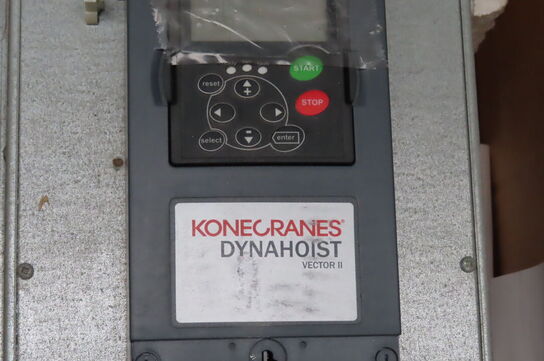 START
reset
STOP
select
enter
KONECRANES®
DYNAHOIST
VECTOR II